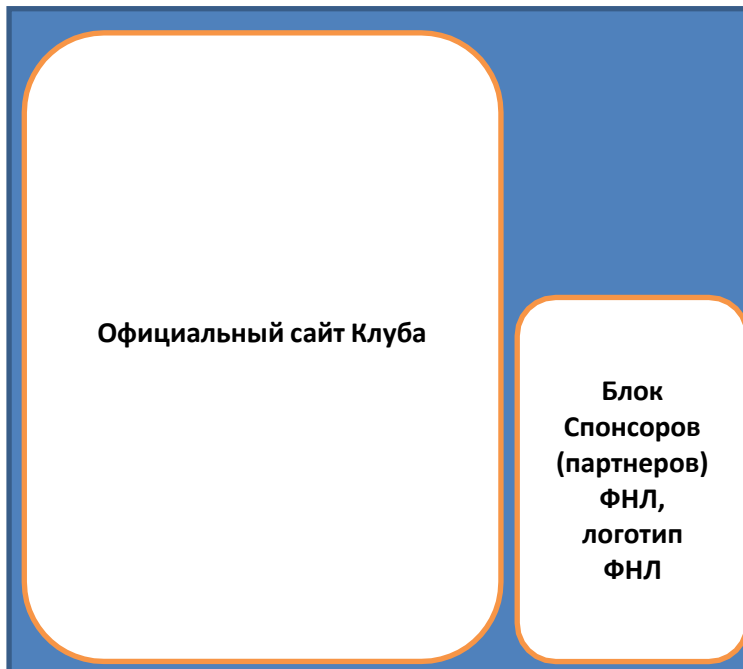 Официальный сайт Клуба
Блок
Спонсоров
(партнеров)
ФНЛ,
логотип
ФНЛ